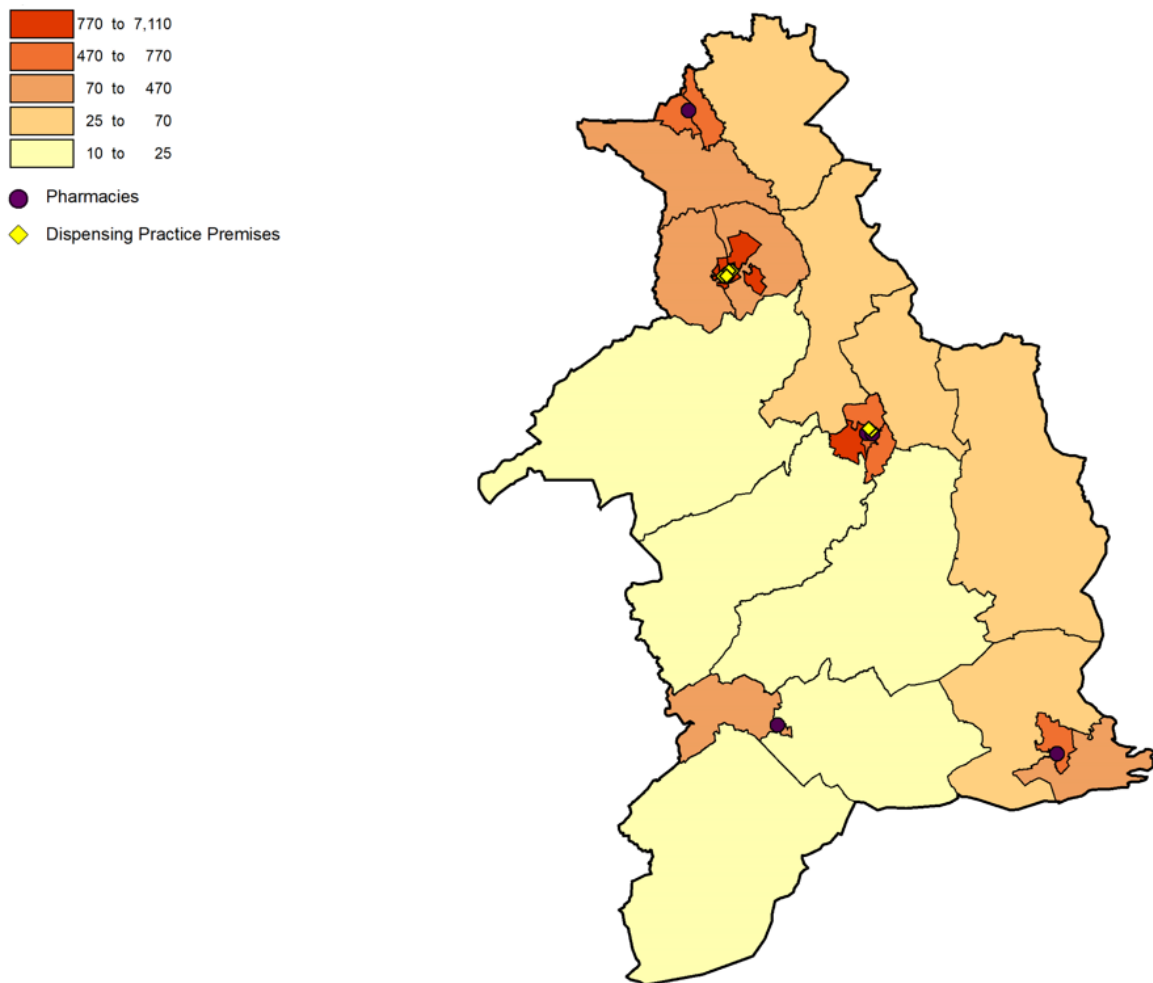 770 to 7,110
470 to 770
70 to 470
25 to 70
10 to 25
Pharmacies
Dispensing Practice Premises